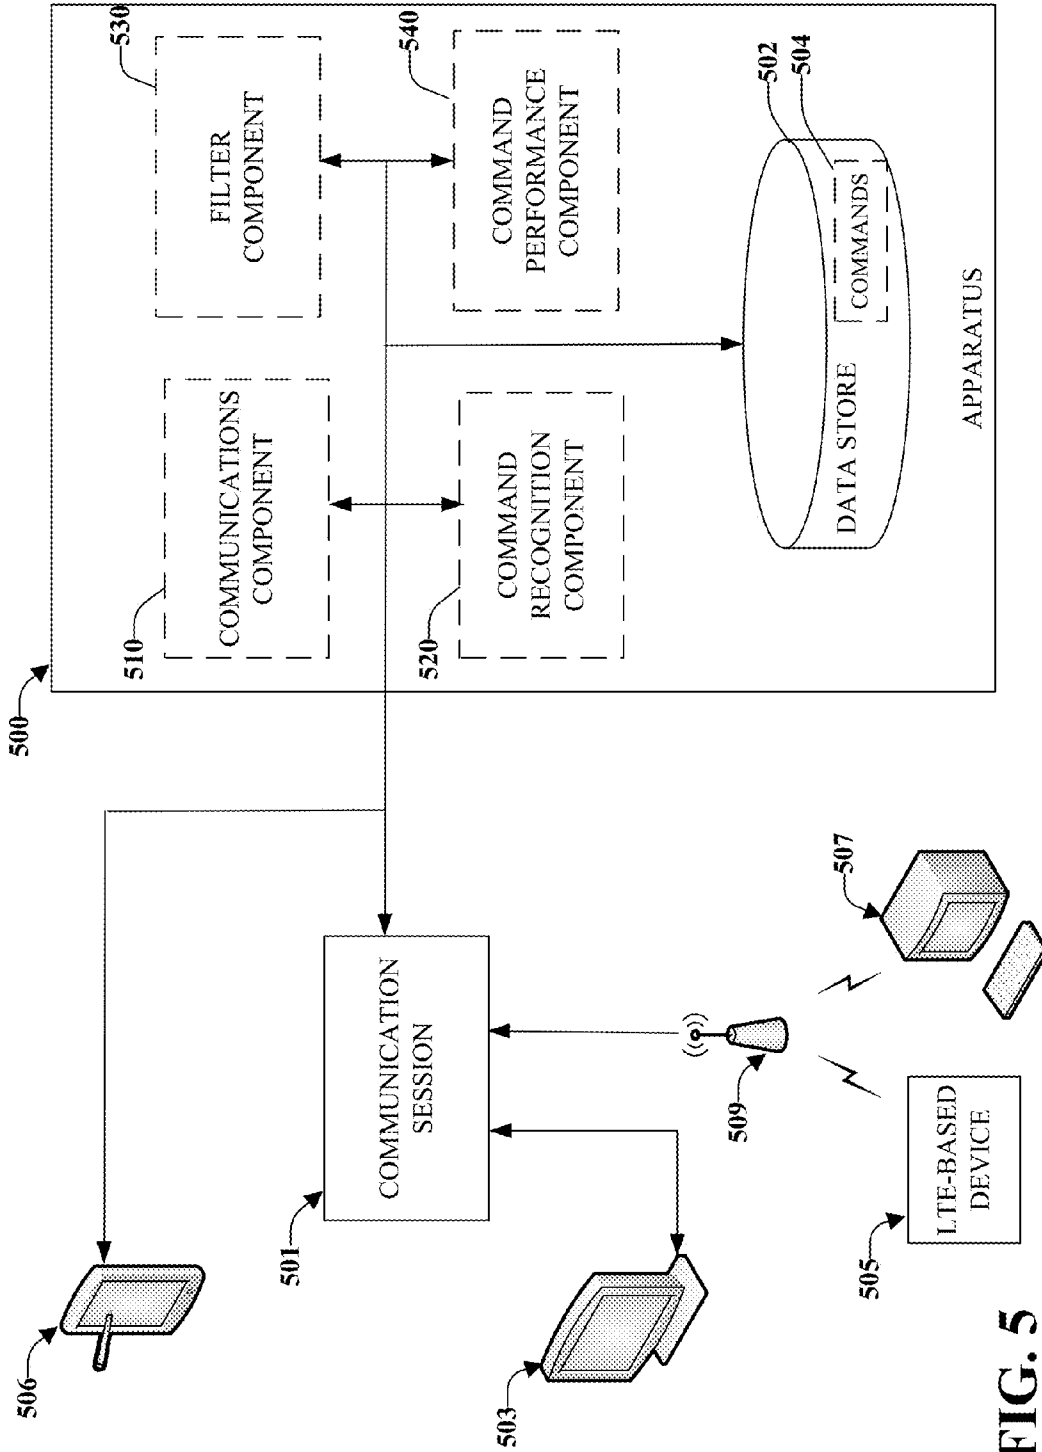 500
510
COMMUNICATIONS
COMPONENT
530
FILTER
COMPONENT
520
COMMAND
RECOGNITION
COMPONENT
540
COMMAND
PERFORMANCE
COMPONENT
502
504
DATA STORE
COMMANDS
APPARATUS
506
501
COMMUNICATION
SESSION
503
509
507
505
LTE-BASED
DEVICE
FIG. 5